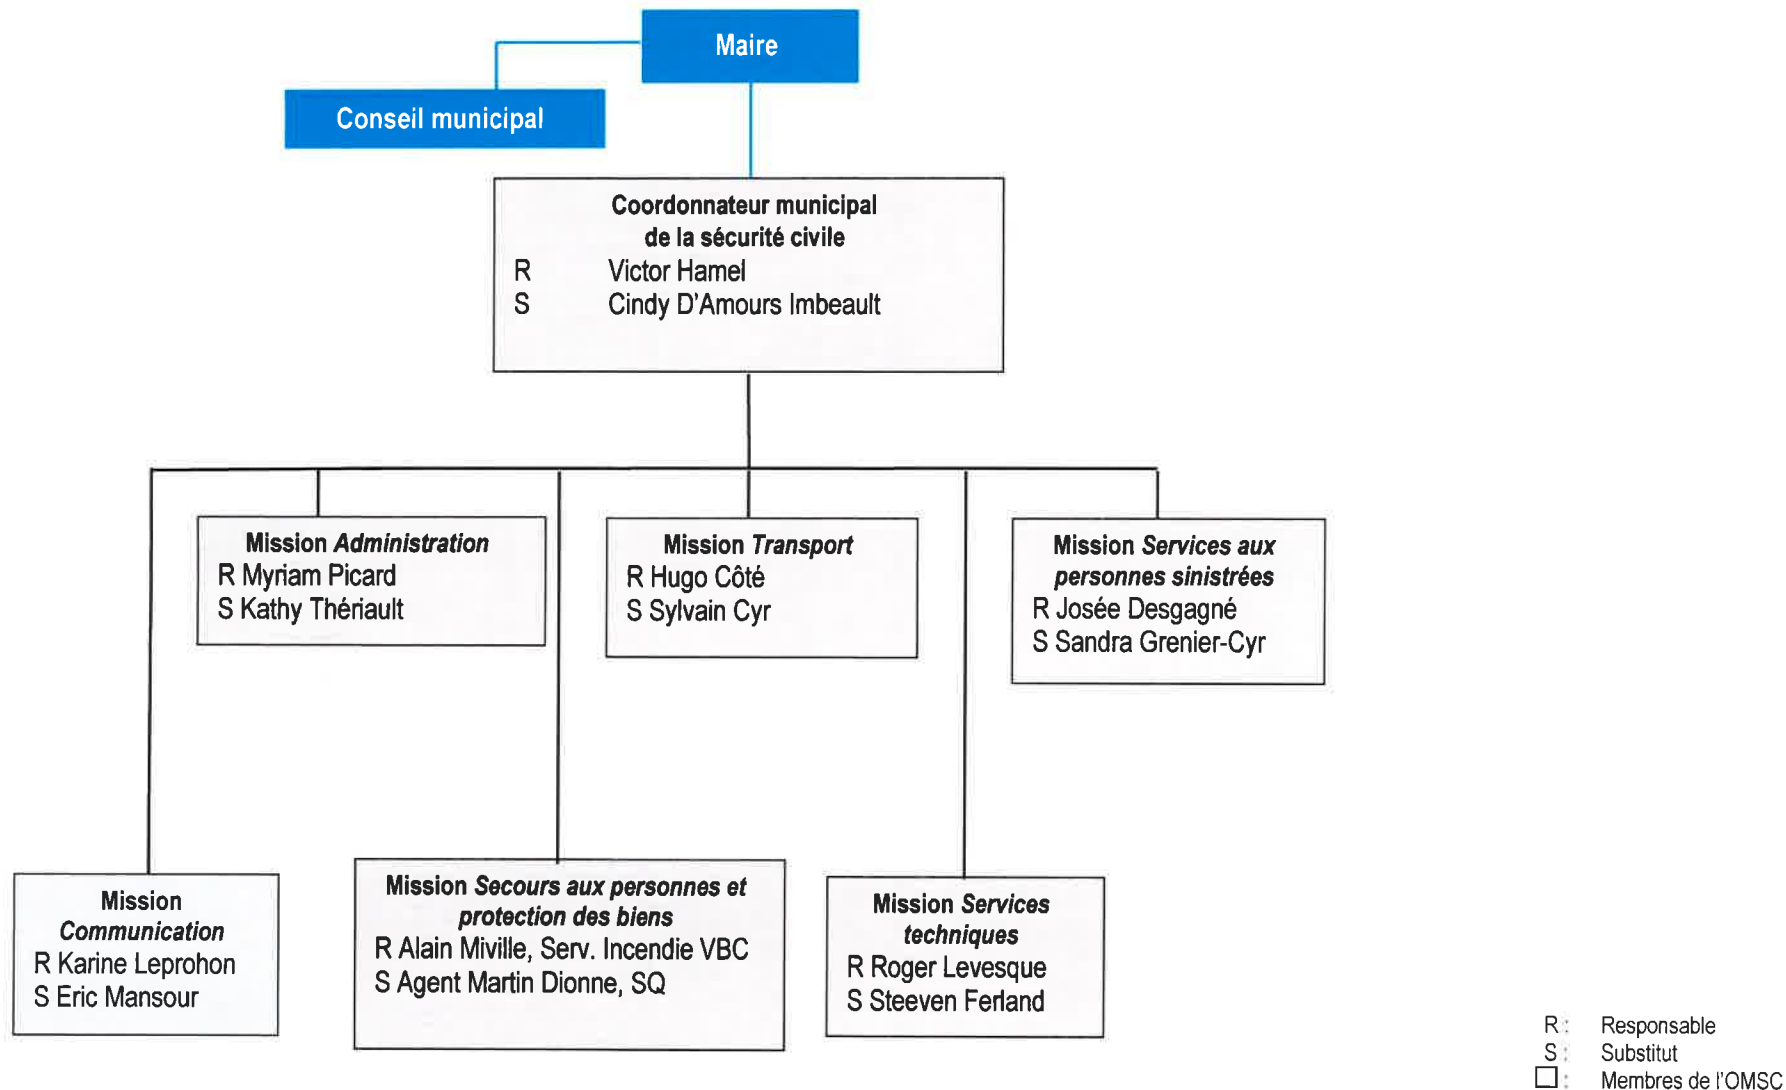 Maire
Conseil municipal
Coordonnateur municipal
de la sécurité civile
R Victor Hamel
S Cindy D'Amours Imbeault
Mission Administration
R Myriam Picard
S Kathy Thériault
Mission Transport
R Hugo Côté
S Sylvain Cyr
Mission Services aux
personnes sinistrées
R Josée Desgagné
S Sandra Grenier-Cyr
Mission
Communication
R Karine Leprohon
S Eric Mansour
Mission Secours aux personnes et
protection des biens
R Alain Miville, Serv. Incendie VBC
S Agent Martin Dionne, SQ
Mission Services
techniques
R Roger Levesque
S Steeven Ferland
R : Responsable
S : Substitut
☐ : Membres de l'OMSC